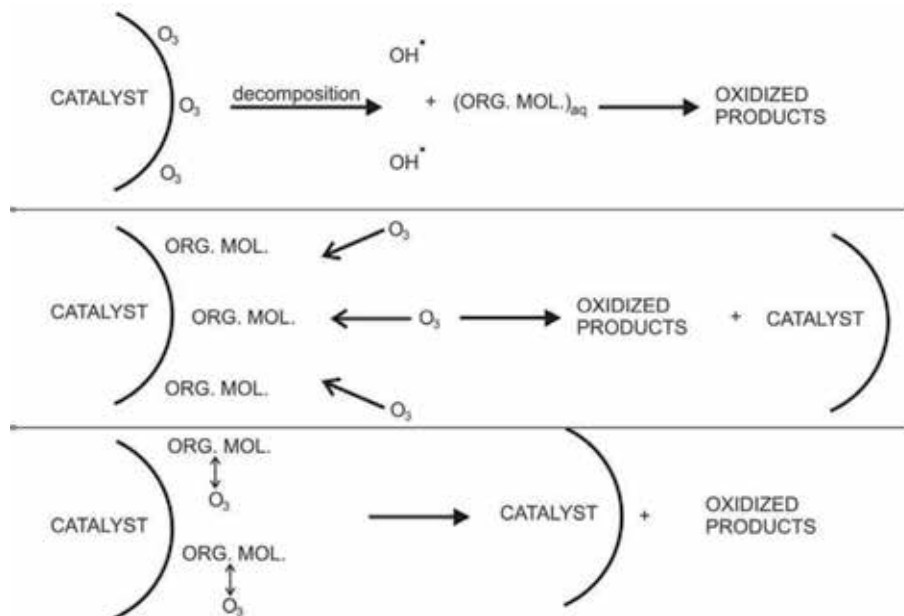 O₃
OH•
CATALYST O₃ decomposition + (ORG. MOL.)aq OXIDIZED PRODUCTS
OH•
O₃
ORG. MOL. O₃
CATALYST ORG. MOL. O₃ OXIDIZED PRODUCTS + CATALYST
ORG. MOL.
O₃
ORG. MOL.
O₃
CATALYST CATALYST + OXIDIZED PRODUCTS
ORG. MOL.
O₃